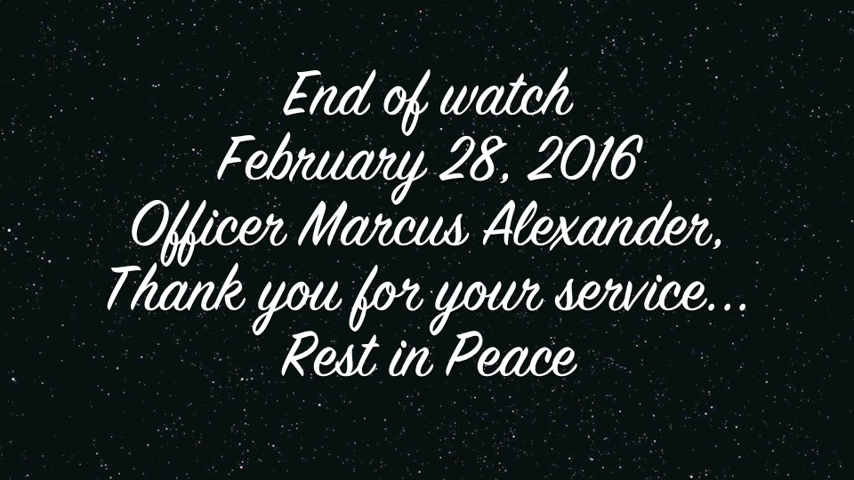 End of watch
February 28, 2016
Officer Marcus Alexander,
Thank you for your service...
Rest in Peace